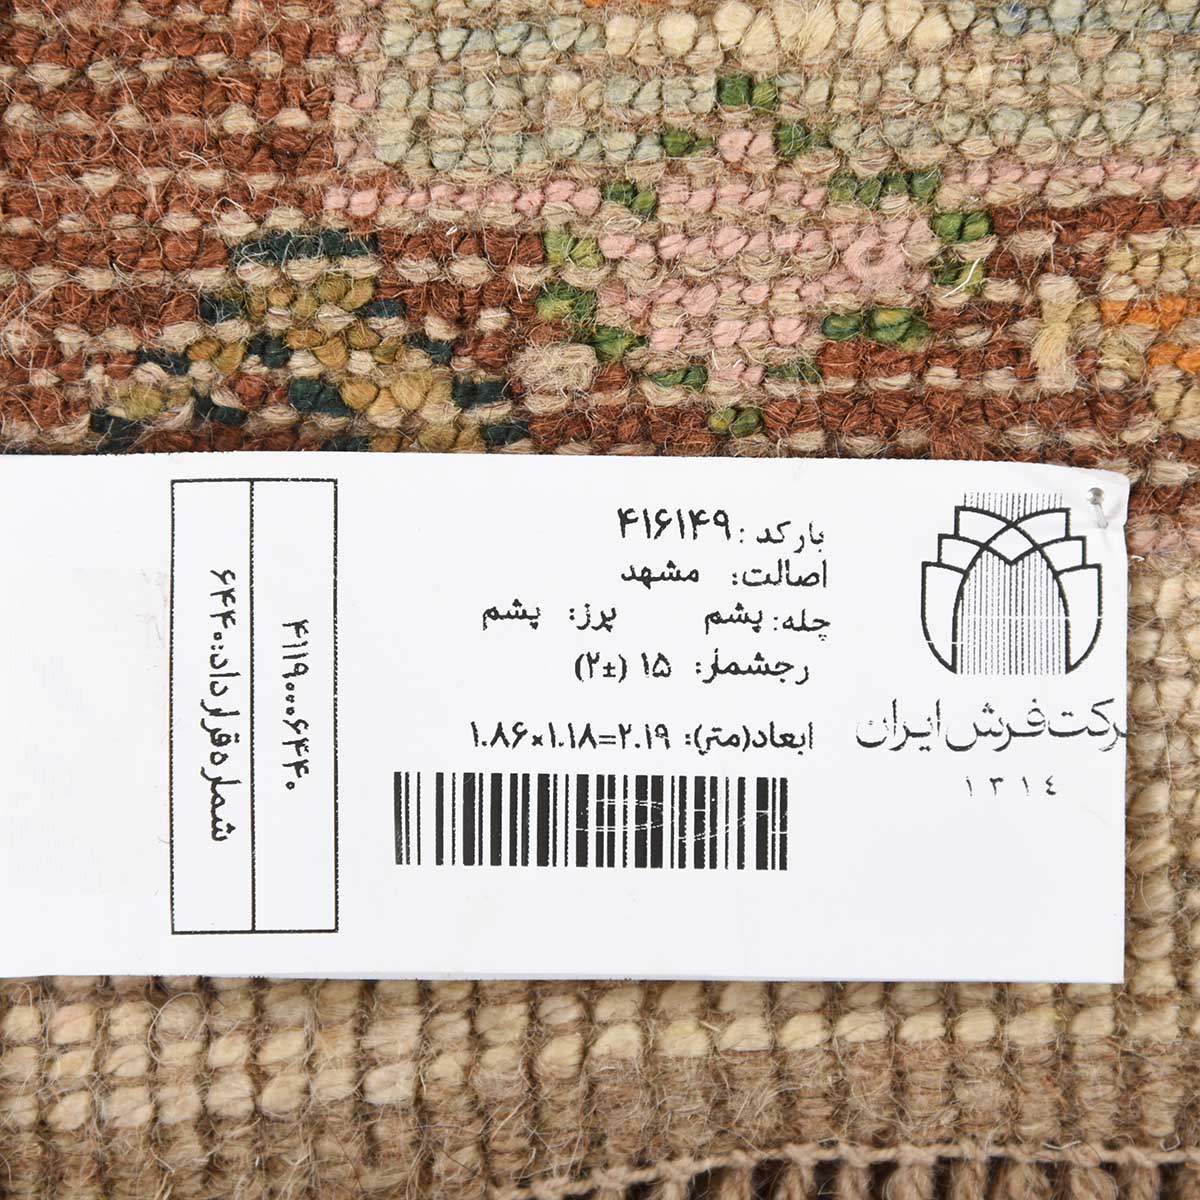 بارکد: ۴۱۶۱۴۹
اصالت: مشهد
چله: پشم پرز: پشم
رجشمار: ۱۵ (±۲)
ابعاد(متر): ۱.۸۶×۱.۱۸=۲.۱۹
شرکت فرش ایران
۱۳۱۴
۴۱۱۹۰۰۰۶۴۴۰
شماره قرارداد: ۶۴۴۰